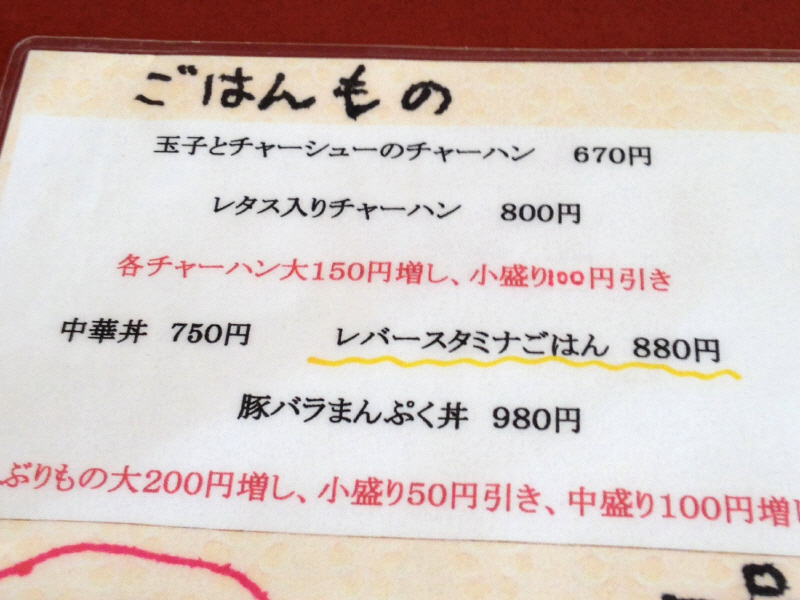 ごはんもの
玉子とチャーシューのチャーハン 670円
レタス入りチャーハン 800円
各チャーハン大150円増し、小盛り100円引き
中華丼 750円 レバースタミナごはん 880円
豚バラまんぷく丼 980円
ぶりもの大200円増し、小盛り50円引き、中盛り100円増し